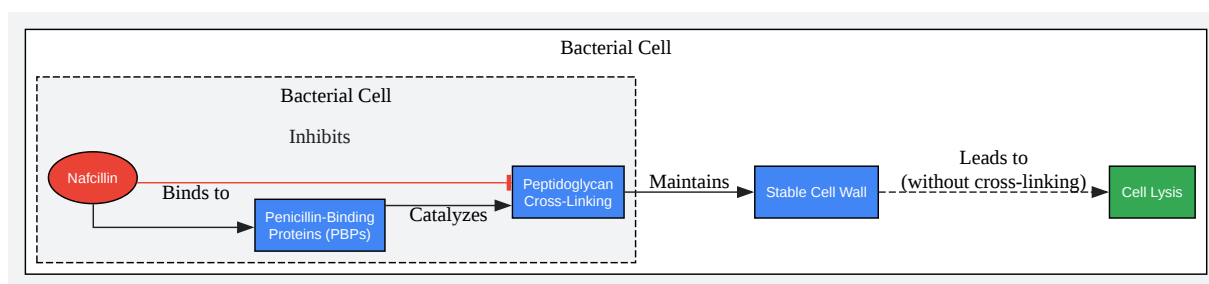 Bacterial Cell
Bacterial Cell
Inhibits
Nafcillin
Binds to
Penicillin-Binding
Proteins (PBPs)
Catalyzes
Peptidoglycan
Cross-Linking
Maintains
Stable Cell Wall
Leads to
(without cross-linking)
Cell Lysis